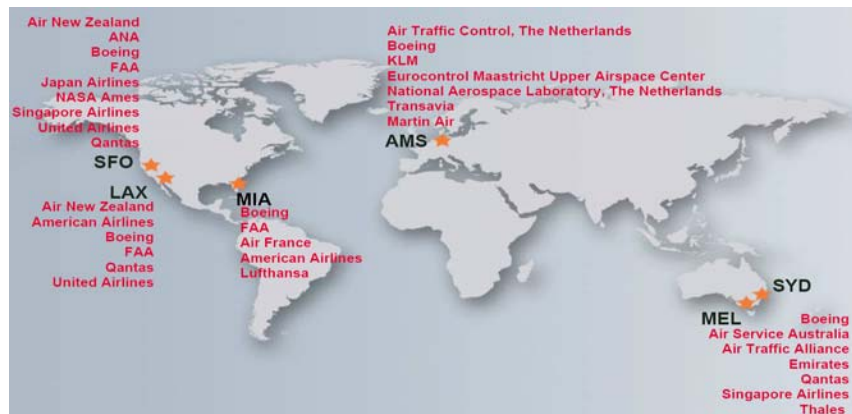 Air New Zealand
ANA
Boeing
FAA
Japan Airlines
NASA Ames
Singapore Airlines
United Airlines
Qantas
SFO
LAX
Air New Zealand
American Airlines
Boeing
FAA
Qantas
United Airlines
MIA
Boeing
FAA
Air France
American Airlines
Lufthansa
Air Traffic Control, The Netherlands
Boeing
KLM
Eurocontrol Maastricht Upper Airspace Center
National Aerospace Laboratory, The Netherlands
Transavia
Martin Air
AMS
SYD
MEL
Boeing
Air Service Australia
Air Traffic Alliance
Emirates
Qantas
Singapore Airlines
Thales